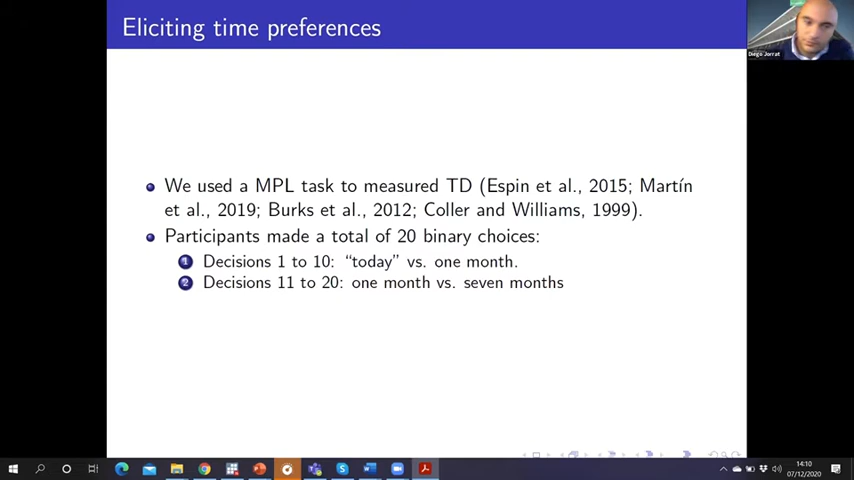 Eliciting time preferences
Diego Jorrat
We used a MPL task to measured TD (Espin et al., 2015; Martín
et al., 2019; Burks et al., 2012; Coller and Williams, 1999).
Participants made a total of 20 binary choices:
1 Decisions 1 to 10: “today” vs. one month.
2 Decisions 11 to 20: one month vs. seven months
14:10
07/12/2020